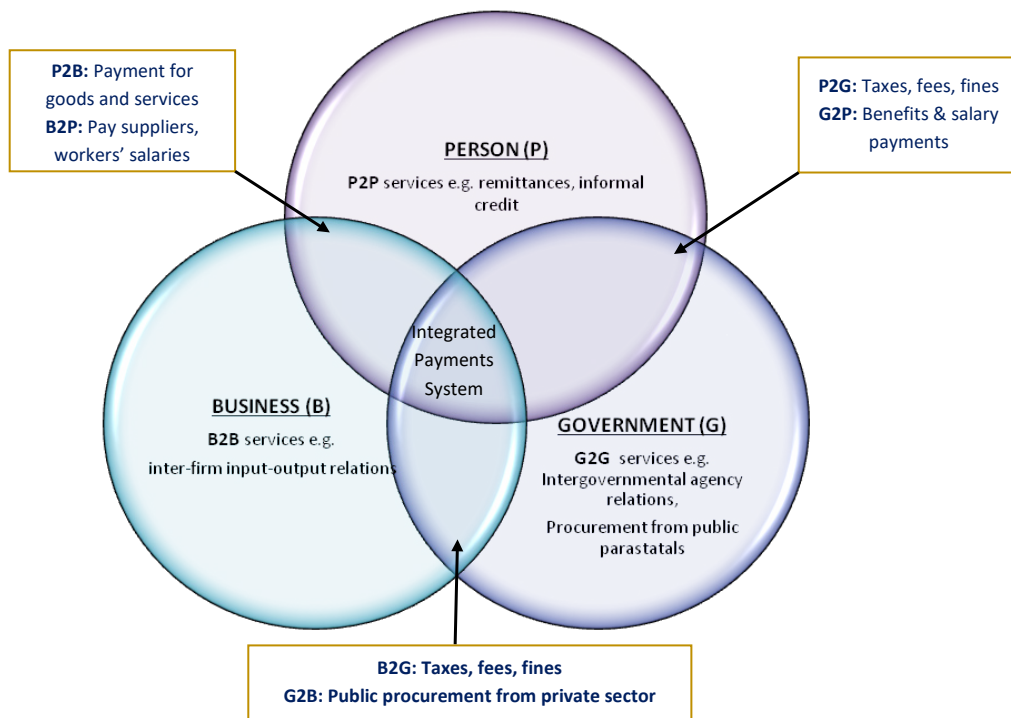 P2B: Payment for
goods and services
B2P: Pay suppliers,
workers’ salaries
P2G: Taxes, fees, fines
G2P: Benefits & salary
payments
PERSON (P)
P2P services e.g. remittances, informal
credit
Integrated
Payments
System
BUSINESS (B)
B2B services e.g.
inter-firm input-output relations
GOVERNMENT (G)
G2G services e.g.
Intergovernmental agency
relations,
Procurement from public
parastatals
B2G: Taxes, fees, fines
G2B: Public procurement from private sector